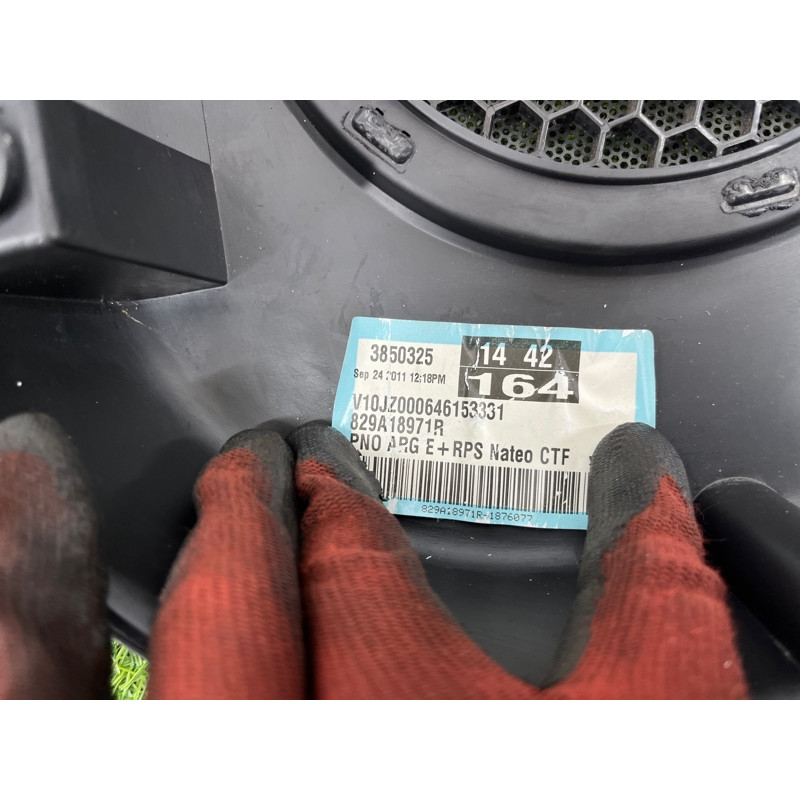 3850325 14 42
Sep 24 2011 12:18PM 164
V10JZ000646153331
829A18971R
PNO ARG E+RPS Nateo CTF
829A18971R-1876077